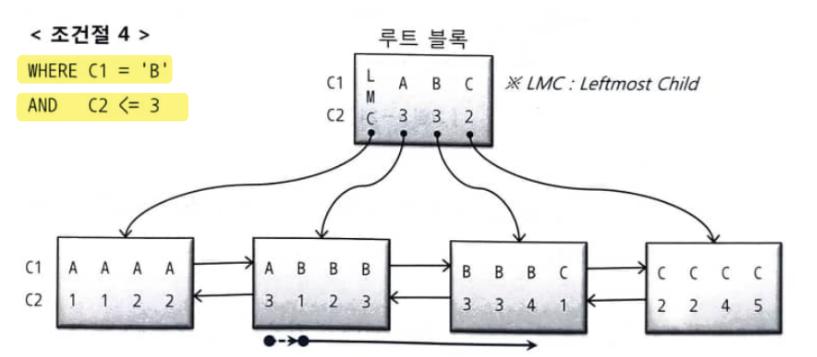 < 조건절 4 >
WHERE C1 = 'B'
AND C2 <= 3
루트 블록
C1 LMC A B C
C2 3 3 2
※ LMC : Leftmost Child
C1 A A A A A B B B B B B C C C C C
C2 1 1 2 2 3 1 2 3 3 3 4 1 2 2 4 5